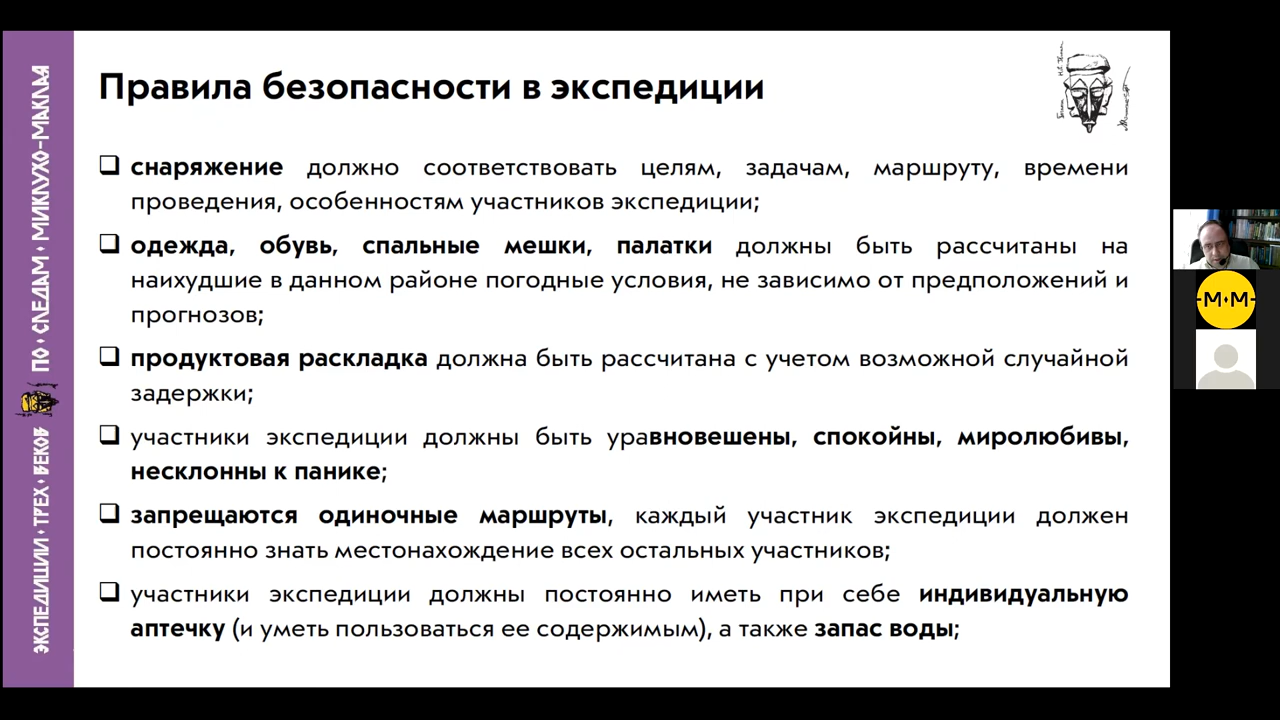 Правила безопасности в экспедиции
снаряжение должно соответствовать целям, задачам, маршруту, времени
проведения, особенностям участников экспедиции;
одежда, обувь, спальные мешки, палатки должны быть рассчитаны на
наихудшие в данном районе погодные условия, не зависимо от предположений и
прогнозов;
продуктовая раскладка должна быть рассчитана с учетом возможной случайной
задержки;
участники экспедиции должны быть уравновешены, спокойны, миролюбивы,
несклонны к панике;
запрещаются одиночные маршруты, каждый участник экспедиции должен
постоянно знать местонахождение всех остальных участников;
участники экспедиции должны постоянно иметь при себе индивидуальную
аптечку (и уметь пользоваться ее содержимым), а также запас воды;
ЭКСПЕДИЦИИ • ТРЕХ • ВЕКОВ
ПО • СЛЕДАМ • МИКЛУХО-МАКЛАЯ
-М•М-